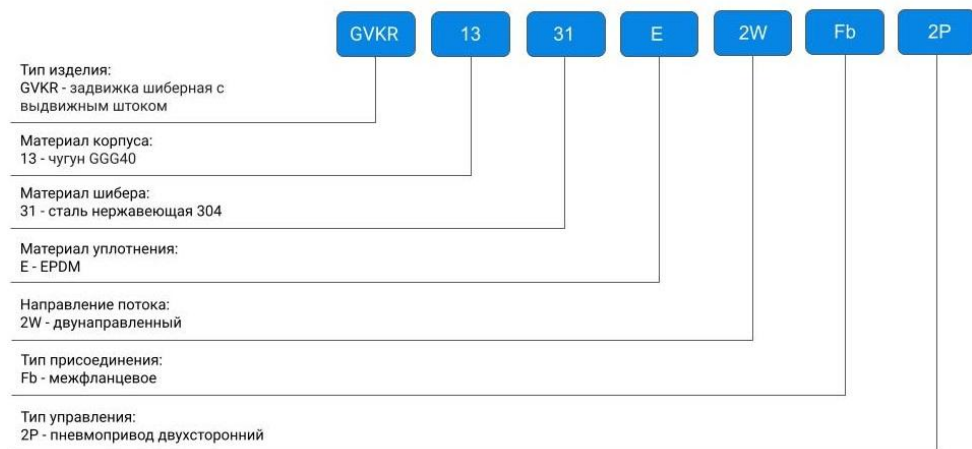 GVKR 13 31 E 2W Fb 2P
Тип изделия:
GVKR - задвижка шиберная с
выдвижным штоком
Материал корпуса:
13 - чугун GGG40
Материал шибера:
31 - сталь нержавеющая 304
Материал уплотнения:
E - EPDM
Направление потока:
2W - двунаправленный
Тип присоединения:
Fb - межфланцевое
Тип управления:
2P - пневмопривод двухсторонний